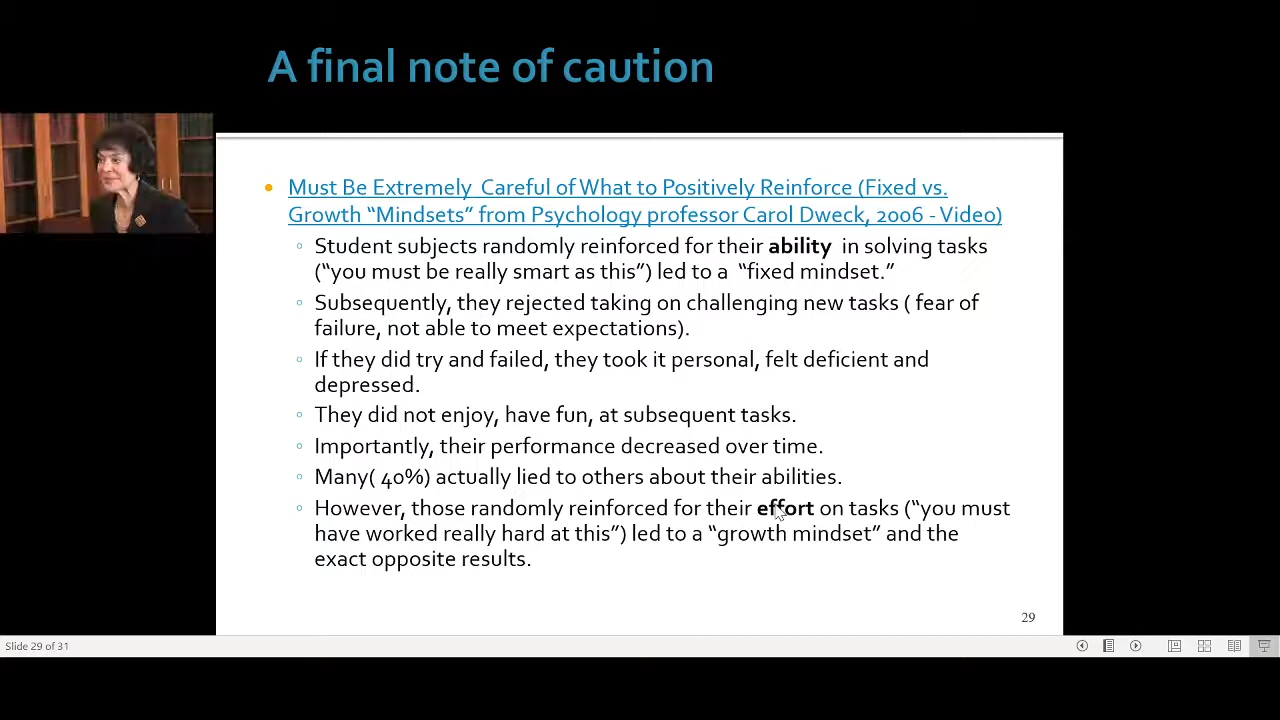 A final note of caution
Must Be Extremely Careful of What to Positively Reinforce (Fixed vs.
Growth “Mindsets” from Psychology professor Carol Dweck, 2006 - Video)
Student subjects randomly reinforced for their ability in solving tasks
(“you must be really smart as this”) led to a “fixed mindset.”
Subsequently, they rejected taking on challenging new tasks ( fear of
failure, not able to meet expectations).
If they did try and failed, they took it personal, felt deficient and
depressed.
They did not enjoy, have fun, at subsequent tasks.
Importantly, their performance decreased over time.
Many( 40%) actually lied to others about their abilities.
However, those randomly reinforced for their effort on tasks (“you must
have worked really hard at this”) led to a “growth mindset” and the
exact opposite results.
29
Slide 29 of 31